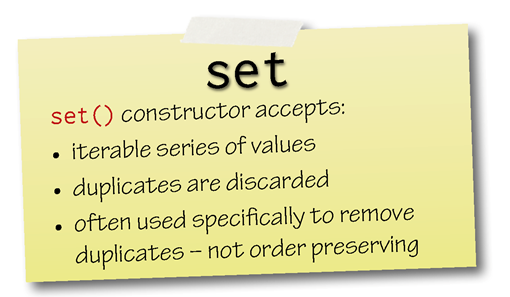 set
set() constructor accepts:
• iterable series of values
• duplicates are discarded
• often used specifically to remove
duplicates – not order preserving